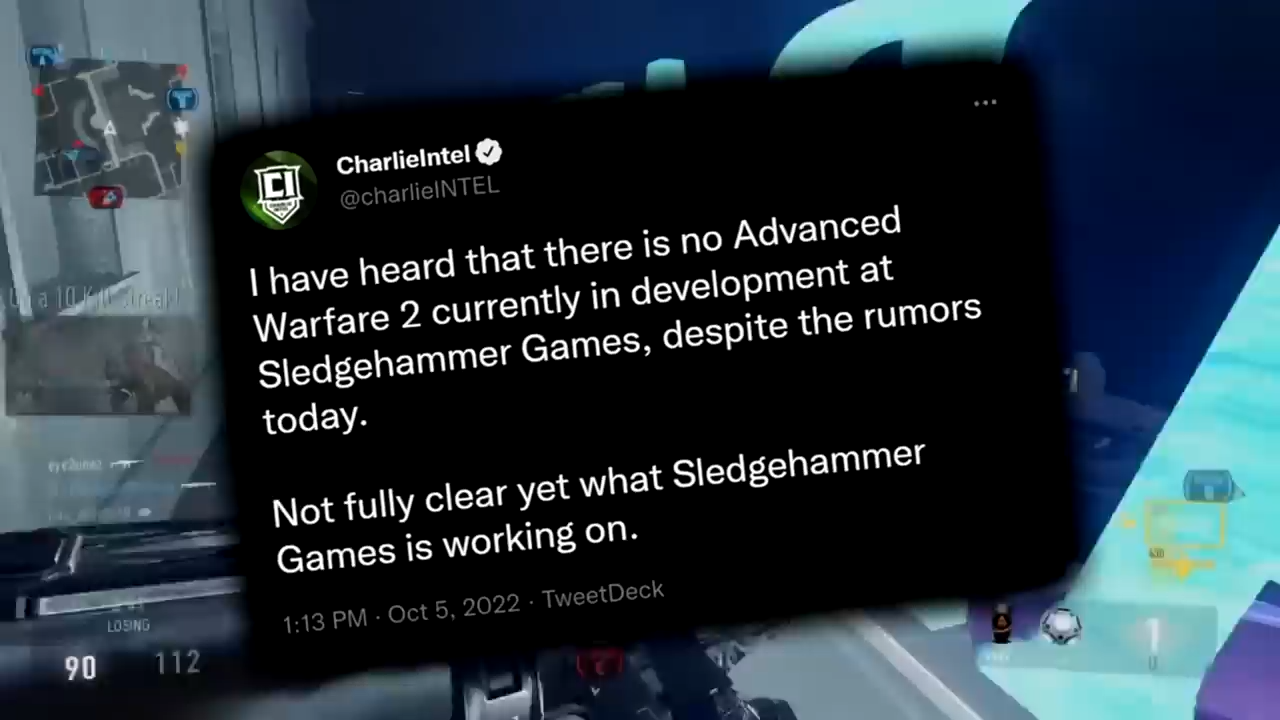 CharlieIntel
@charlieINTEL
CI
I have heard that there is no Advanced
Warfare 2 currently in development at
Sledgehammer Games, despite the rumors
today.
Not fully clear yet what Sledgehammer
Games is working on.
1:13 PM · Oct 5, 2022 · TweetDeck
LOSING
90
112